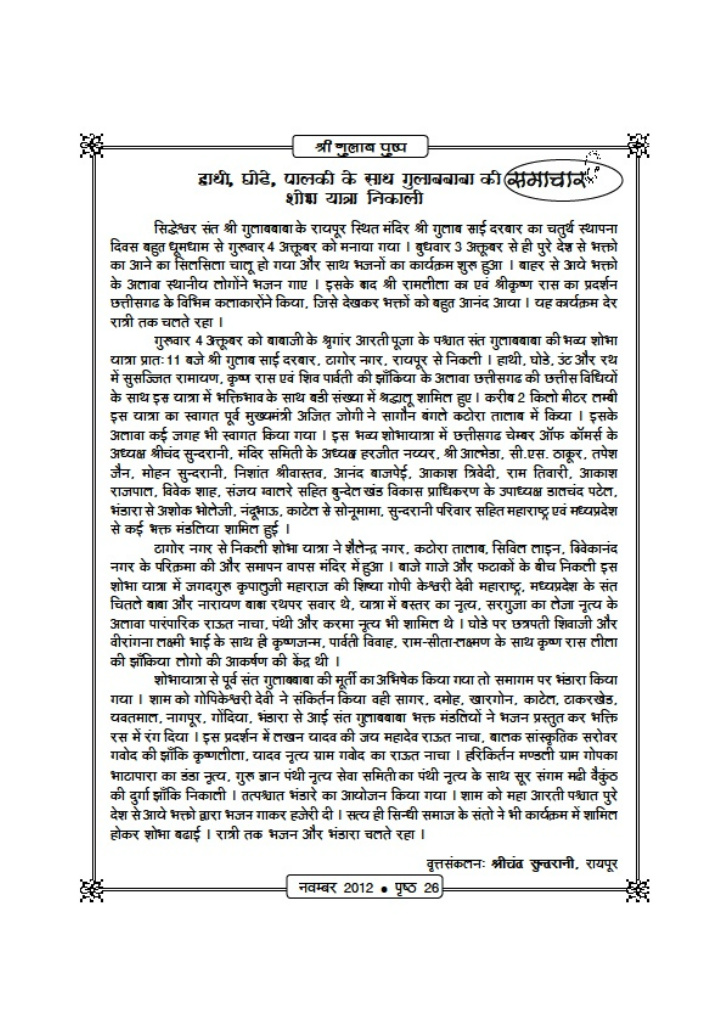 श्री गुलाब पुष्प
हाथी, घोडे, पालकी के साथ गुलाबबाबा की
समाचार
शोभा यात्रा निकाली
सिद्धेश्वर संत श्री गुलाबबाबा के रायपूर स्थित मंदिर श्री गुलाब साई दरबार का चतुर्थ स्थापना
दिवस बहुत धूमधाम से गुरूवार 4 अक्तूबर को मनाया गया । बुधवार 3 अक्तूबर से ही पुरे देश से भक्तो
का आने का सिलसिला चालू हो गया और साथ भजनों का कार्यक्रम शुरू हुआ । बाहर से आये भक्तो
के अलावा स्थानीय लोगोंने भजन गाए । इसके बाद श्री रामलीला का एवं श्रीकृष्ण रास का प्रदर्शन
छत्तीसगढ के विभिन्न कलाकारोंने किया, जिसे देखकर भक्तों को बहुत आनंद आया । यह कार्यक्रम देर
रात्री तक चलते रहा ।
गुरूवार 4 अक्तूबर को बाबाजी के श्रृगांर आरती पूजा के पश्चात संत गुलाबबाबा की भव्य शोभा
यात्रा प्रातः 11 बजे श्री गुलाब साई दरबार, टागोर नगर, रायपूर से निकली । हाथी, घोडे, उंट और रथ
में सुसज्जित रामायण, कृष्ण रास एवं शिव पार्वती की झाँकिया के अलावा छत्तीसगढ की छत्तीस विधियों
के साथ इस यात्रा में भक्तिभाव के साथ बडी संख्या में श्रद्धालू शामिल हुए । करीब 2 किलो मीटर लम्बी
इस यात्रा का स्वागत पूर्व मुख्यमंत्री अजित जोगी ने सागौन बंगले कटोरा तालाब में किया । इसके
अलावा कई जगह भी स्वागत किया गया । इस भव्य शोभायात्रा में छत्तीसगढ चेम्बर ऑफ कॉमर्स के
अध्यक्ष श्रीचंद सुन्दरानी, मंदिर समिती के अध्यक्ष हरजीत नय्यर, श्री आल्मेडा, सी.एस. ठाकूर, तपेश
जैन, मोहन सुन्दरानी, निशांत श्रीवास्तव, आनंद बाजपेई, आकाश त्रिवेदी, राम तिवारी, आकाश
राजपाल, विवेक शाह, संजय ग्वालरे सहित बुन्देलखंड विकास प्राधिकरण के उपाध्यक्ष डालचंद पटेल,
भंडारा से अशोक भोलेजी, नंदूभाऊ, काटेल से सोनूमामा, सुन्दरानी परिवार सहित महाराष्ट्र एवं मध्यप्रदेश
से कई भक्त मंडलिया शामिल हुई ।
टागोर नगर से निकली शोभा यात्रा ने शैलेन्द्र नगर, कटोरा तालाब, सिविल लाइन, विवेकानंद
नगर के परिक्रमा की और समापन वापस मंदिर में हुआ । बाजे गाजे और फटाकों के बीच निकली इस
शोभा यात्रा में जगदगुरू कृपालुजी महाराज की शिष्या गोपी केश्वरी देवी महाराष्ट्र, मध्यप्रदेश के संत
चितले बाबा और नारायण बाबा रथपर सवार थे, यात्रा में बस्तर का नृत्य, सरगुजा का लेजा नृत्य के
अलावा पारंपारिक राऊत नाचा, पंथी और करमा नृत्य भी शामिल थे । घोडे पर छत्रपती शिवाजी और
वीरांगना लक्ष्मी भाई के साथ ही कृष्णजन्म, पार्वती विवाह, राम-सीता-लक्ष्मण के साथ कृष्ण रास लीला
की झाँकिया लोगो की आकर्षण की केंद्र थी ।
शोभायात्रा से पूर्व संत गुलाबबाबा की मूर्ती का अभिषेक किया गया तो समागम पर भंडारा किया
गया । शाम को गोपिकेश्वरी देवी ने संकिर्तन किया वही सागर, दमोह, खारगोन, काटेल, टाकरखेड,
यवतमाल, नागपूर, गोंदिया, भंडारा से आई संत गुलाबबाबा भक्त मंडलियों ने भजन प्रस्तुत कर भक्ति
रस में रंग दिया । इस प्रदर्शन में लखन यादव की जय महादेव राऊत नाचा, बालक सांस्कृतिक सरोवर
गवोद की झाँकि कृष्णलीला, यादव नृत्य ग्राम गवोद का राऊत नाचा । हरिकिर्तन मण्डली ग्राम गोपका
भाटापारा का डंडा नृत्य, गुरू ज्ञान पंथी नृत्य सेवा समिती का पंथी नृत्य के साथ सूर संगम मढी वैकुंठ
की दुर्गा झाँकि निकाली । तत्पश्चात भंडारे का आयोजन किया गया । शाम को महा आरती पश्चात पुरे
देश से आये भक्तो द्वारा भजन गाकर हजेरी दी । सत्य ही सिन्धी समाज के संतो ने भी कार्यक्रम में शामिल
होकर शोभा बढाई । रात्री तक भजन और भंडारा चलते रहा ।
वृत्तसंकलनः श्रीचंद सुन्दरानी, रायपूर
नवम्बर 2012 ● पृष्ठ 26